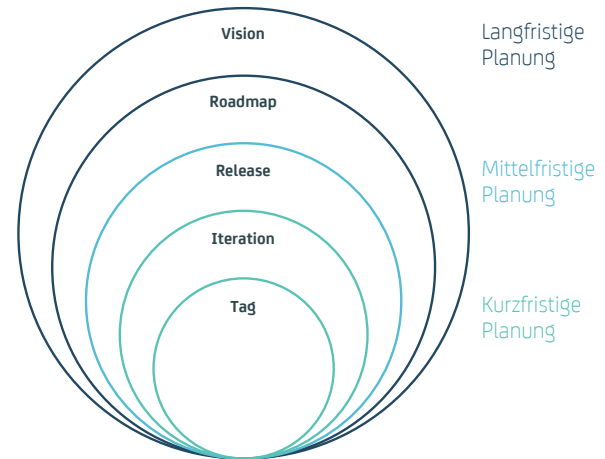 Vision
Langfristige
Planung
Roadmap
Release
Mittelfristige
Planung
Iteration
Tag
Kurzfristige
Planung